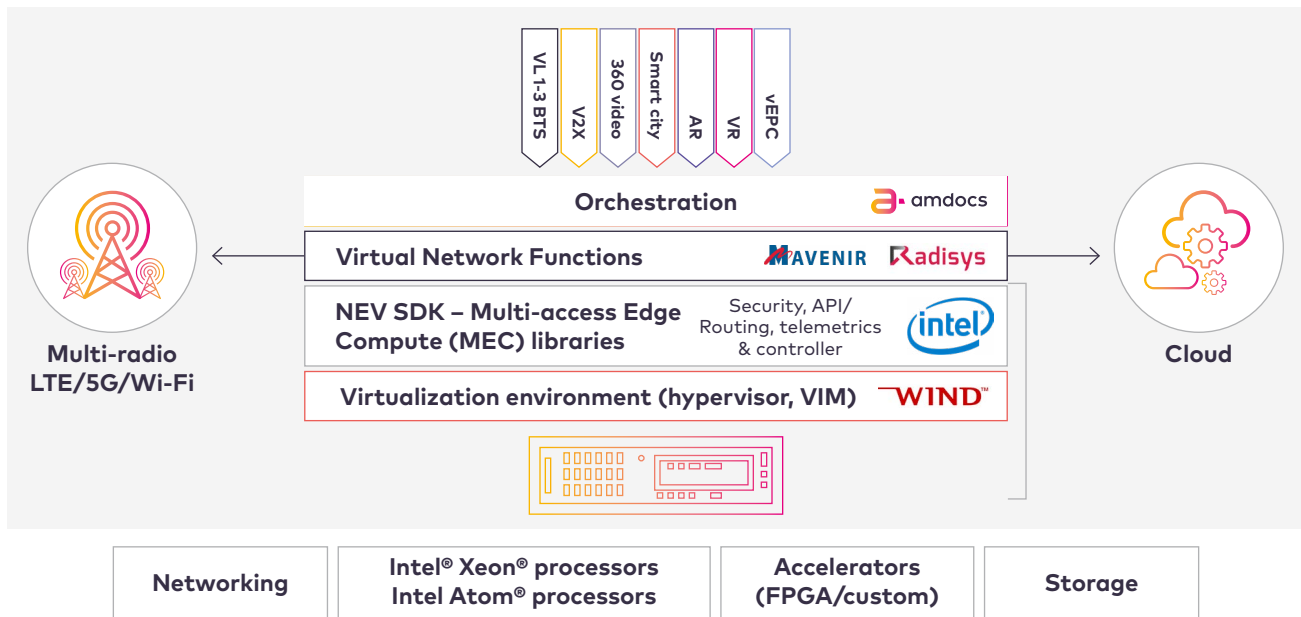 VL 1-3 BTS
V2X
360 video
Smart city
AR
VR
vEPC
Orchestration
amdocs
Virtual Network Functions
MAVENIR
Radisys
NEV SDK – Multi-access Edge
Compute (MEC) libraries
Security, API/
Routing, telemetrics
& controller
intel
Virtualization environment (hypervisor, VIM)
WIND™
Multi-radio
LTE/5G/Wi-Fi
Cloud
Networking
Intel® Xeon® processors
Intel Atom® processors
Accelerators
(FPGA/custom)
Storage